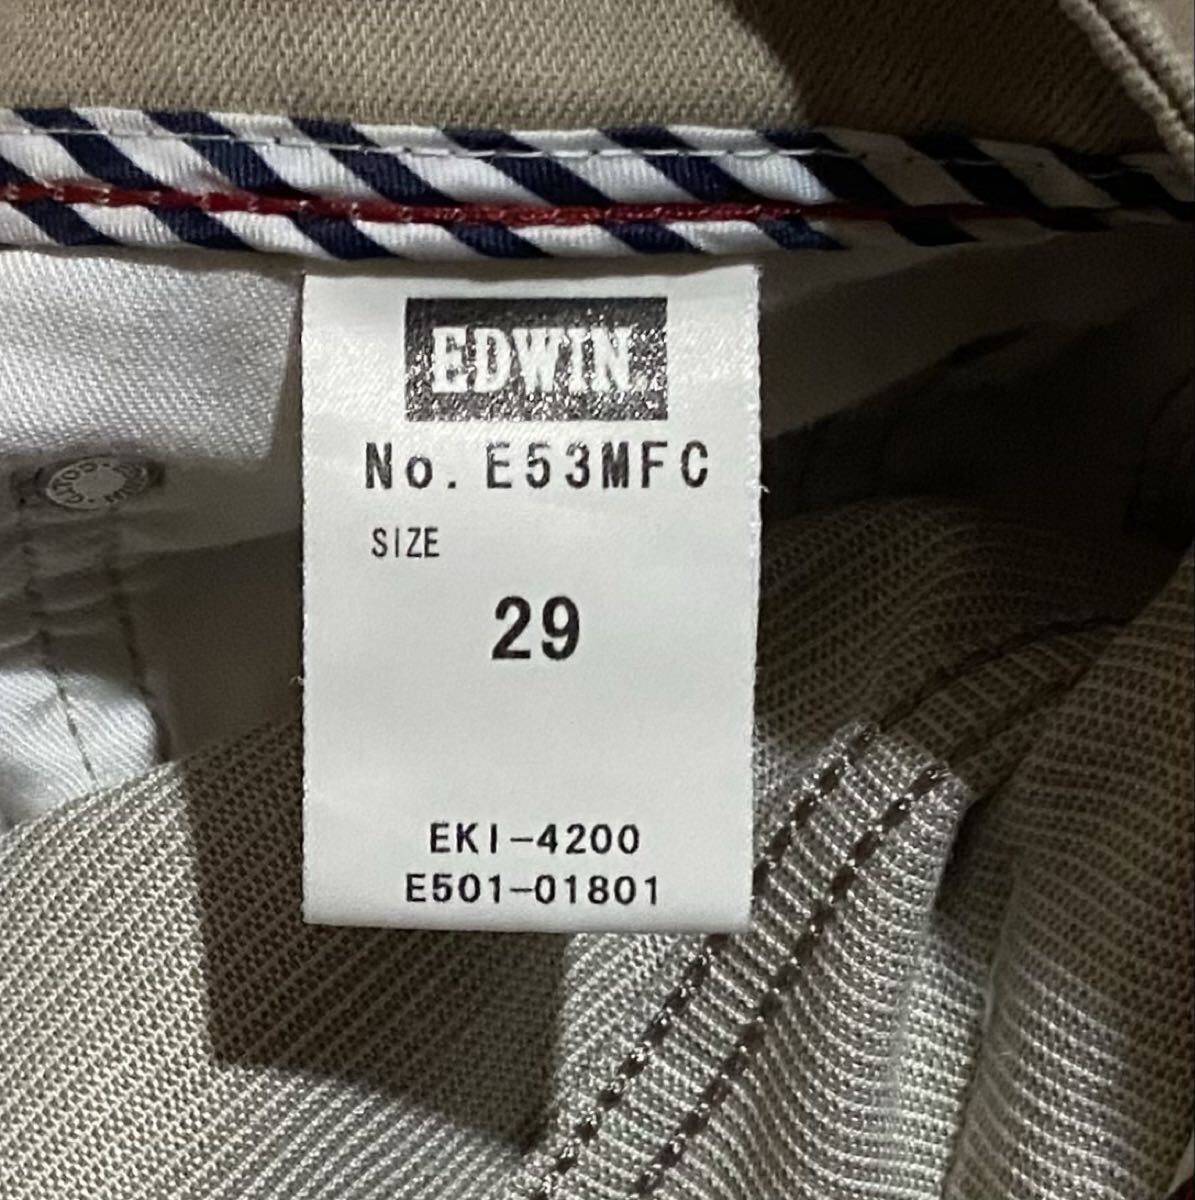 EDWIN
No. E53MFC
SIZE
29
EKI-4200
E501-01801